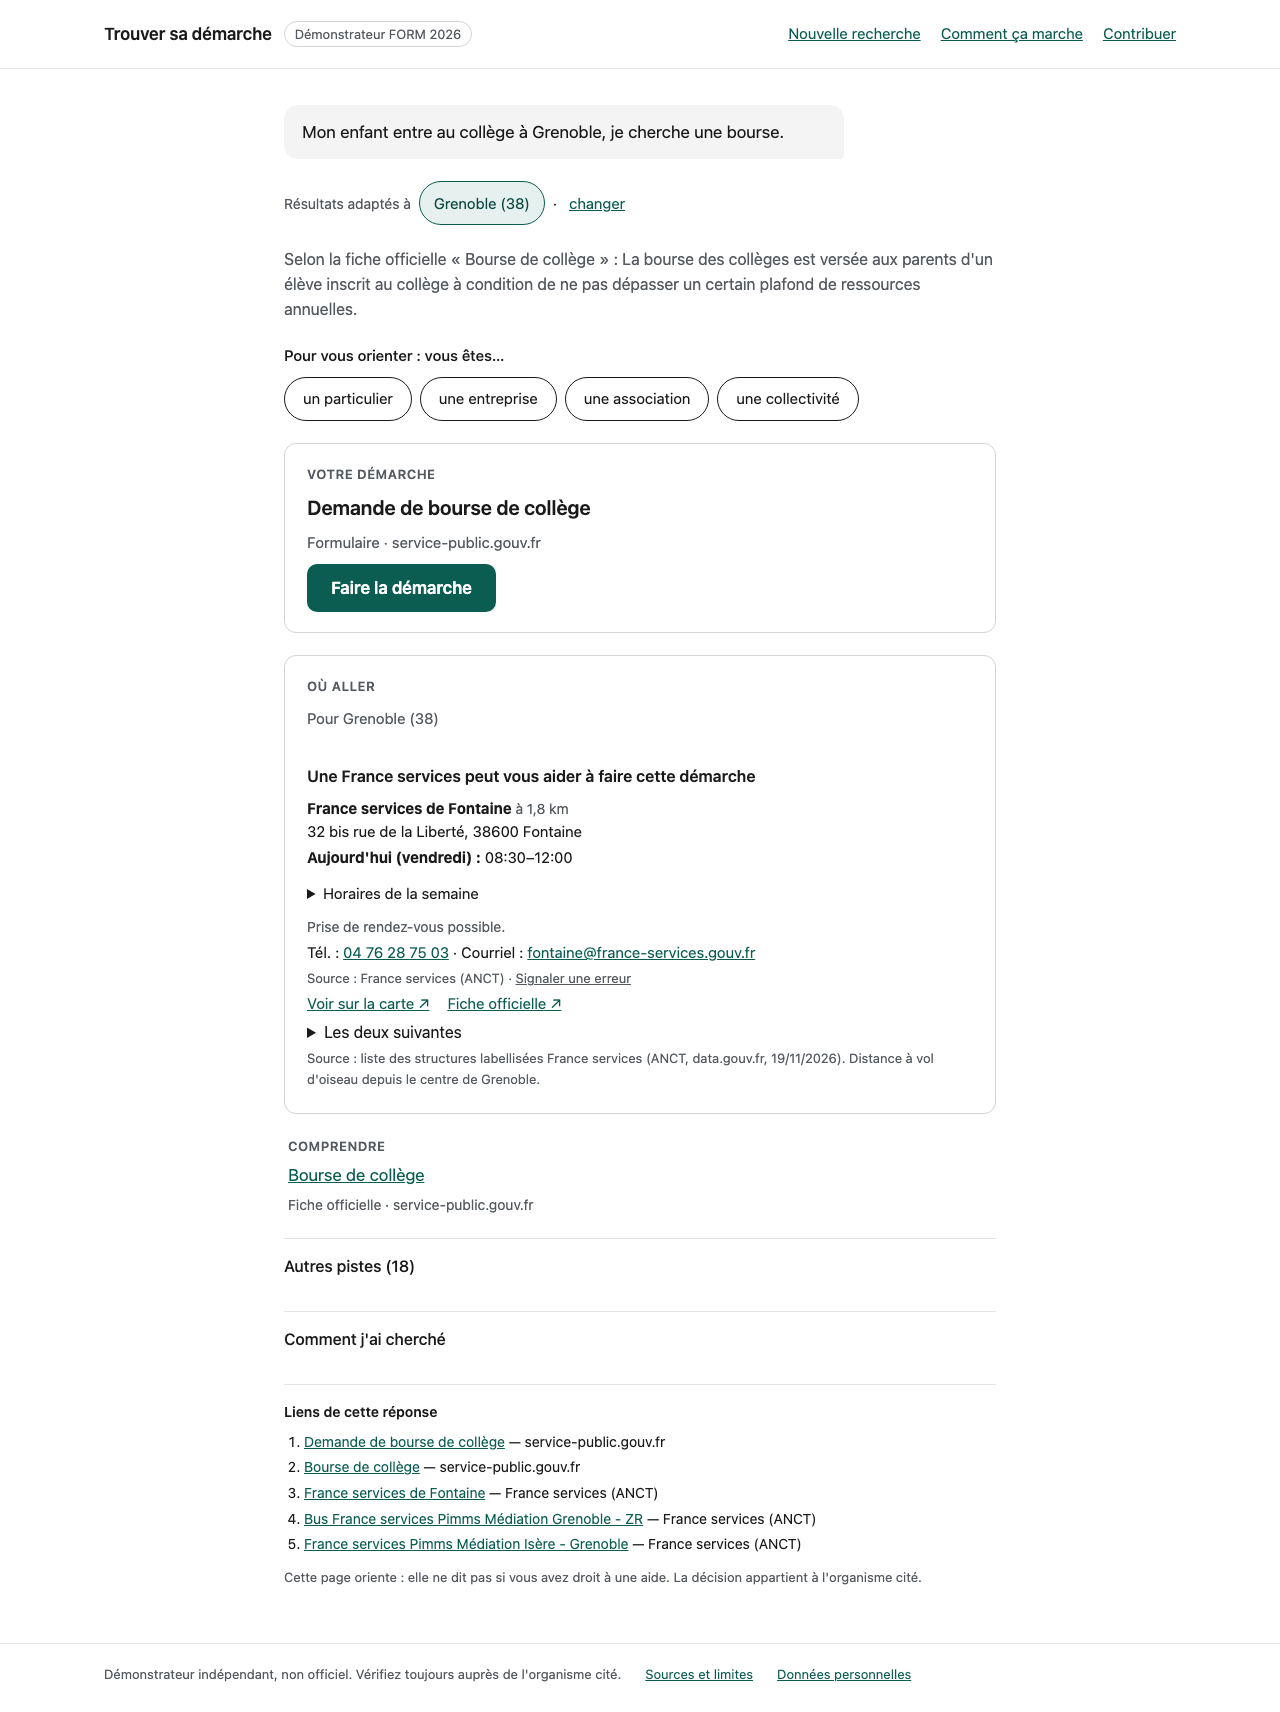 Trouver sa démarche
Démonstrateur FORM 2026
Nouvelle recherche
Comment ça marche
Contribuer
Mon enfant entre au collège à Grenoble, je cherche une bourse.
Résultats adaptés à Grenoble (38) · changer
Selon la fiche officielle « Bourse de collège » : La bourse des collèges est versée aux parents d'un
élève inscrit au collège à condition de ne pas dépasser un certain plafond de ressources
annuelles.
Pour vous orienter : vous êtes...
un particulier
une entreprise
une association
une collectivité
VOTRE DÉMARCHE
Demande de bourse de collège
Formulaire · service-public.gouv.fr
Faire la démarche
OÙ ALLER
Pour Grenoble (38)
Une France services peut vous aider à faire cette démarche
France services de Fontaine à 1,8 km
32 bis rue de la Liberté, 38600 Fontaine
Aujourd'hui (vendredi) : 08:30–12:00
▶ Horaires de la semaine
Prise de rendez-vous possible.
Tél. : 04 76 28 75 03 · Courriel : fontaine@france-services.gouv.fr
Source : France services (ANCT) · Signaler une erreur
Voir sur la carte ↗ Fiche officielle ↗
▶ Les deux suivantes
Source : liste des structures labellisées France services (ANCT, data.gouv.fr, 19/11/2026). Distance à vol
d'oiseau depuis le centre de Grenoble.
COMPRENDRE
Bourse de collège
Fiche officielle · service-public.gouv.fr
Autres pistes (18)
Comment j'ai cherché
Liens de cette réponse
1. Demande de bourse de collège — service-public.gouv.fr
2. Bourse de collège — service-public.gouv.fr
3. France services de Fontaine — France services (ANCT)
4. Bus France services Pimms Médiation Grenoble - ZR — France services (ANCT)
5. France services Pimms Médiation Isère - Grenoble — France services (ANCT)
Cette page oriente : elle ne dit pas si vous avez droit à une aide. La décision appartient à l'organisme cité.
Démonstrateur indépendant, non officiel. Vérifiez toujours auprès de l'organisme cité.
Sources et limites
Données personnelles